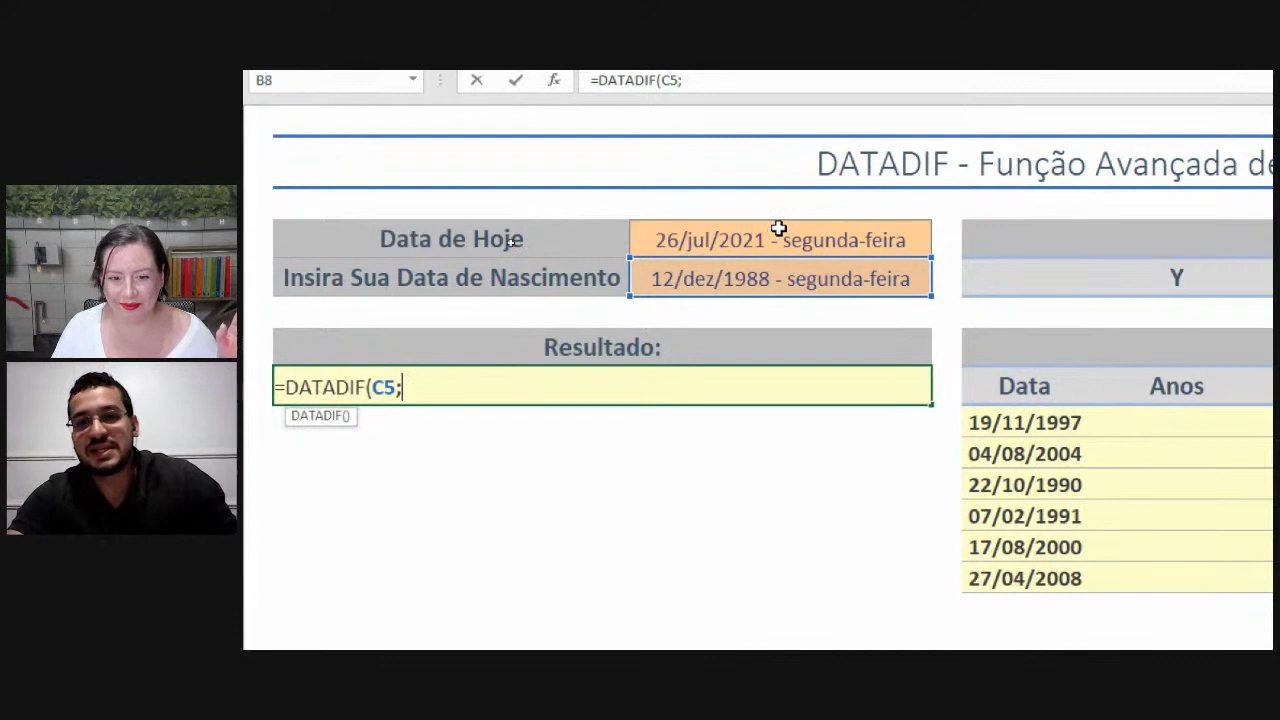 B8
=DATADIF(C5;
DATADIF - Função Avançada de
Data de Hoje
26/jul/2021 - segunda-feira
Insira Sua Data de Nascimento
12/dez/1988 - segunda-feira
Y
Resultado:
=DATADIF(C5;
DATADIF()
Data Anos
19/11/1997
04/08/2004
22/10/1990
07/02/1991
17/08/2000
27/04/2008